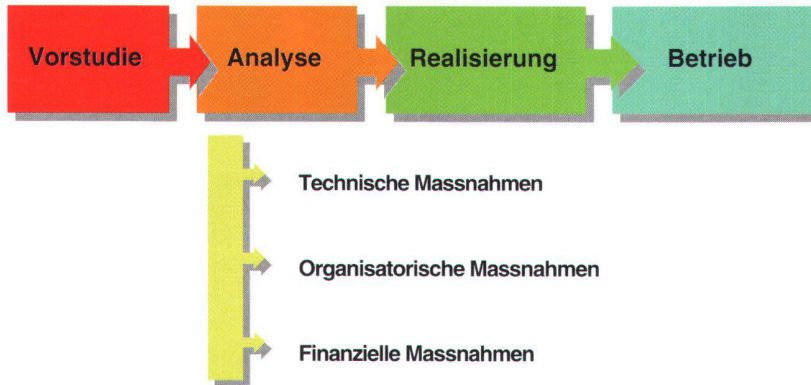 Vorstudie
Analyse
Realisierung
Betrieb
Technische Massnahmen
Organisatorische Massnahmen
Finanzielle Massnahmen